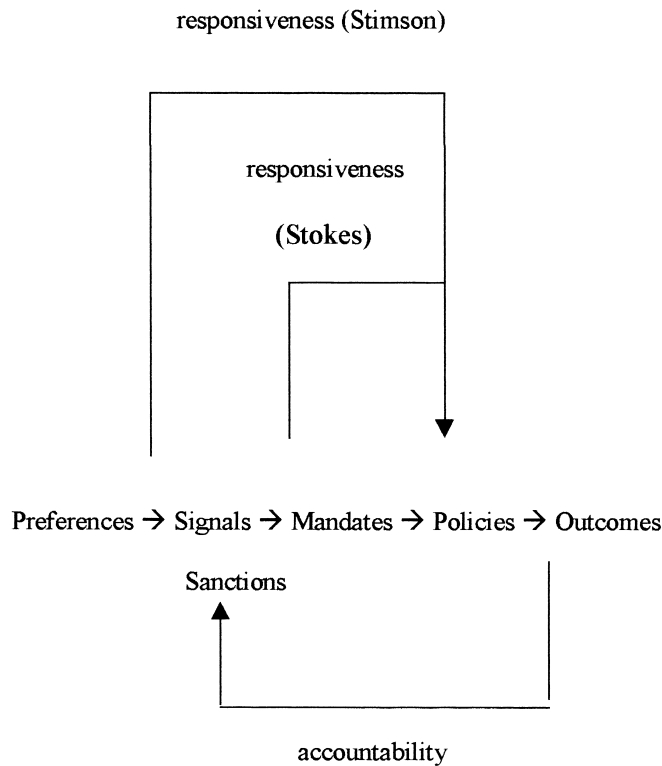 responsiveness (Stimson)
responsiveness
(Stokes)
Preferences → Signals → Mandates → Policies → Outcomes
Sanctions
accountability